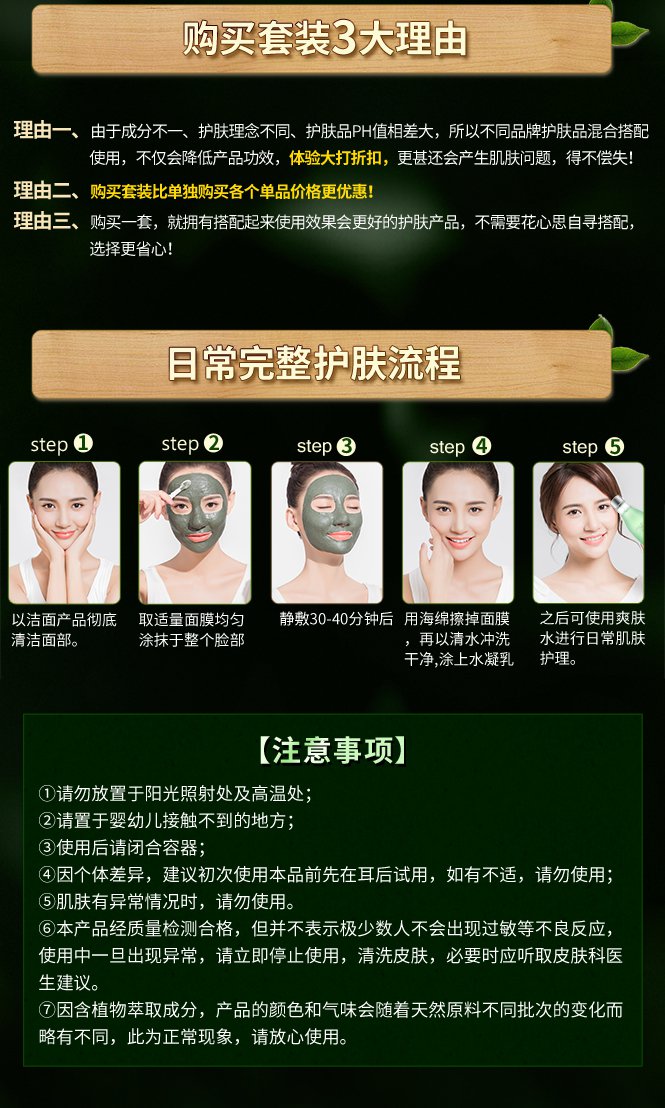 购买套装3大理由
理由一、由于成分不一、护肤理念不同、护肤品PH值相差大，所以不同品牌护肤品混合搭配
使用，不仅会降低产品功效，体验大打折扣，更甚还会产生肌肤问题，得不偿失！
理由二、购买套装比单独购买各个单品价格更优惠！
理由三、购买一套，就拥有搭配起来使用效果会更好的护肤产品，不需要花心思自寻搭配，
选择更省心！
日常完整护肤流程
step 1
以洁面产品彻底
清洁面部。
step 2
取适量面膜均匀
涂抹于整个脸部
step 3
静敷30-40分钟后
step 4
用海绵擦掉面膜
，再以清水冲洗
干净,涂上水凝乳
step 5
之后可使用爽肤
水进行日常肌肤
护理。
【注意事项】
①请勿放置于阳光照射处及高温处；
②请置于婴幼儿接触不到的地方；
③使用后请闭合容器；
④因个体差异，建议初次使用本品前先在耳后试用，如有不适，请勿使用；
⑤肌肤有异常情况时，请勿使用。
⑥本产品经质量检测合格，但并不表示极少数人不会出现过敏等不良反应，
使用中一旦出现异常，请立即停止使用，清洗皮肤，必要时应听取皮肤科医
生建议。
⑦因含植物萃取成分，产品的颜色和气味会随着天然原料不同批次的变化而
略有不同，此为正常现象，请放心使用。